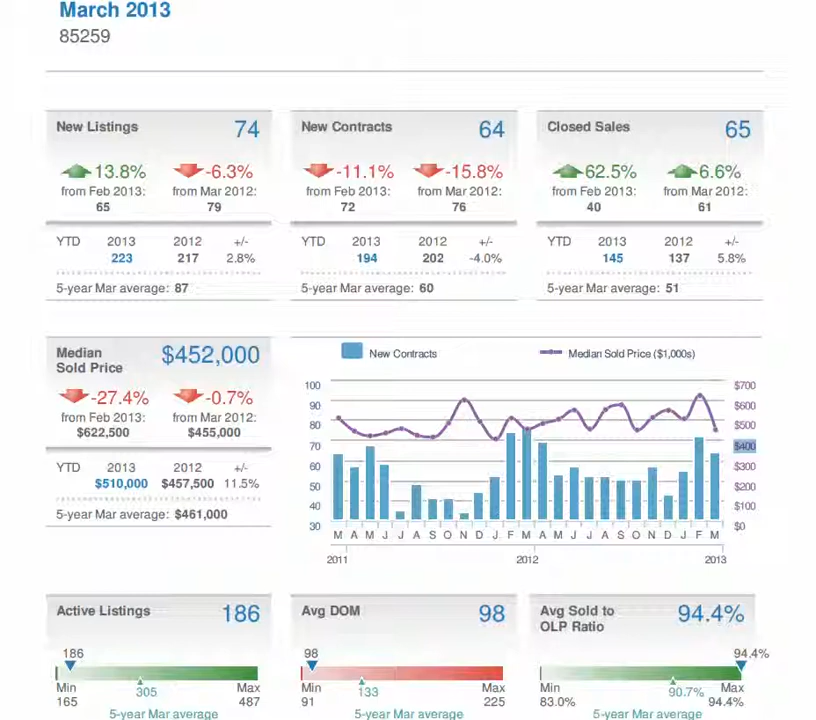 March 2013
85259
New Listings 74
13.8% -6.3%
from Feb 2013: from Mar 2012:
65 79
YTD 2013 2012 +/-
223 217 2.8%
5-year Mar average: 87
New Contracts 64
-11.1% -15.8%
from Feb 2013: from Mar 2012:
72 76
YTD 2013 2012 +/-
194 202 -4.0%
5-year Mar average: 60
Closed Sales 65
62.5% 6.6%
from Feb 2013: from Mar 2012:
40 61
YTD 2013 2012 +/-
145 137 5.8%
5-year Mar average: 51
Median
Sold Price $452,000
-27.4% -0.7%
from Feb 2013: from Mar 2012:
$622,500 $455,000
YTD 2013 2012 +/-
$510,000 $457,500 11.5%
5-year Mar average: $461,000
New Contracts Median Sold Price ($1,000s)
100 $700
90 $600
80 $500
70 $400
60 $300
50 $200
40 $100
30 $0
M A M J J A S O N D J F M A M J J A S O N D J F M
2011 2012 2013
Active Listings 186
186
Min Max
165 305 487
5-year Mar average
Avg DOM 98
98
Min Max
91 133 225
5-year Mar average
Avg Sold to
OLP Ratio 94.4%
94.4%
Min 90.7% Max
83.0% 94.4%
5-year Mar average